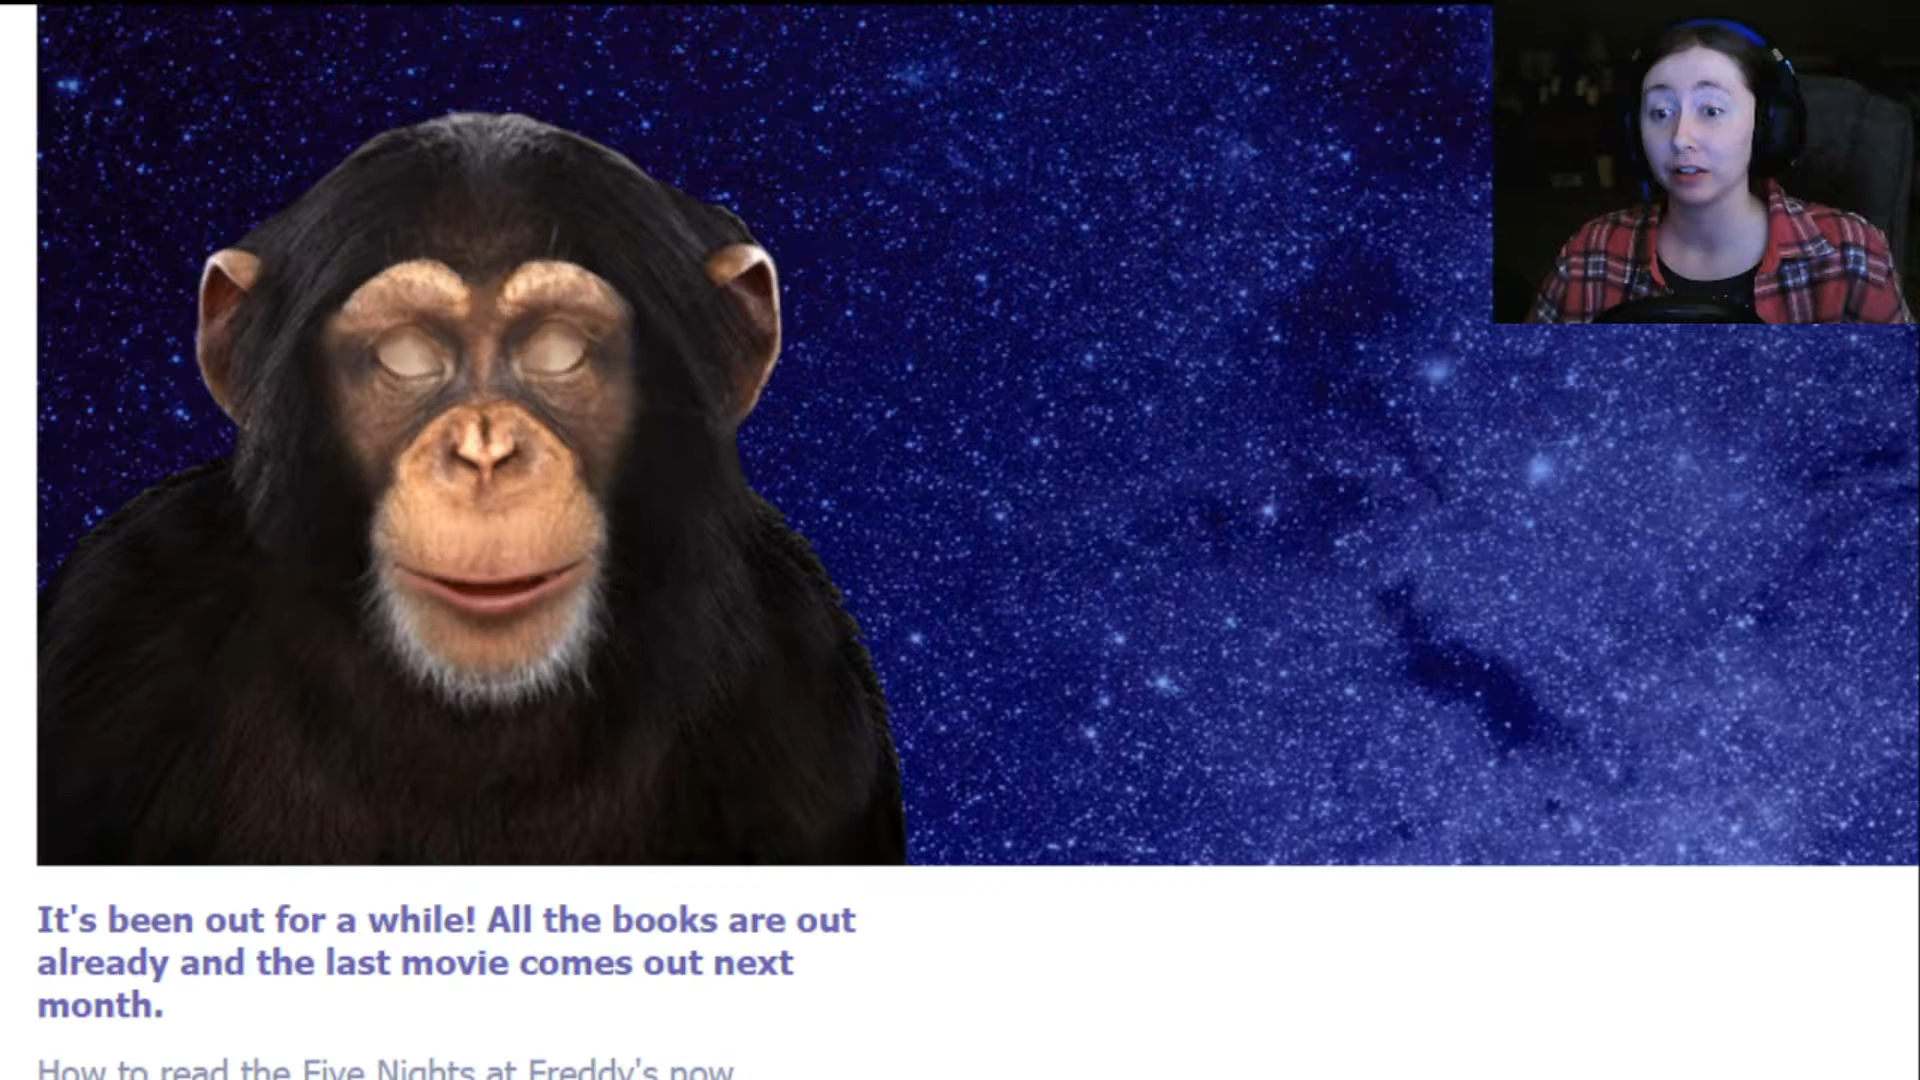 It's been out for a while! All the books are out
already and the last movie comes out next
month.
How to read the Five Nights at Freddy's now